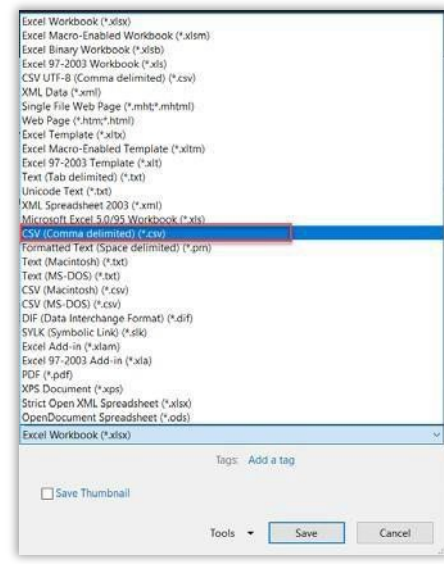 Excel Workbook (*.xlsx)
Excel Macro-Enabled Workbook (*.xlsm)
Excel Binary Workbook (*.xlsb)
Excel 97-2003 Workbook (*.xls)
CSV UTF-8 (Comma delimited) (*.csv)
XML Data (*.xml)
Single File Web Page (*.mht;*.mhtml)
Web Page (*.htm;*.html)
Excel Template (*.xltx)
Excel Macro-Enabled Template (*.xltm)
Excel 97-2003 Template (*.xlt)
Text (Tab delimited) (*.txt)
Unicode Text (*.txt)
XML Spreadsheet 2003 (*.xml)
Microsoft Excel 5.0/95 Workbook (*.xls)
CSV (Comma delimited) (*.csv)
Formatted Text (Space delimited) (*.prn)
Text (Macintosh) (*.txt)
Text (MS-DOS) (*.txt)
CSV (Macintosh) (*.csv)
CSV (MS-DOS) (*.csv)
DIF (Data Interchange Format) (*.dif)
SYLK (Symbolic Link) (*.slk)
Excel Add-in (*.xlam)
Excel 97-2003 Add-in (*.xla)
PDF (*.pdf)
XPS Document (*.xps)
Strict Open XML Spreadsheet (*.xlsx)
OpenDocument Spreadsheet (*.ods)
Excel Workbook (*.xlsx)
Tags: Add a tag
Save Thumbnail
Tools Save Cancel